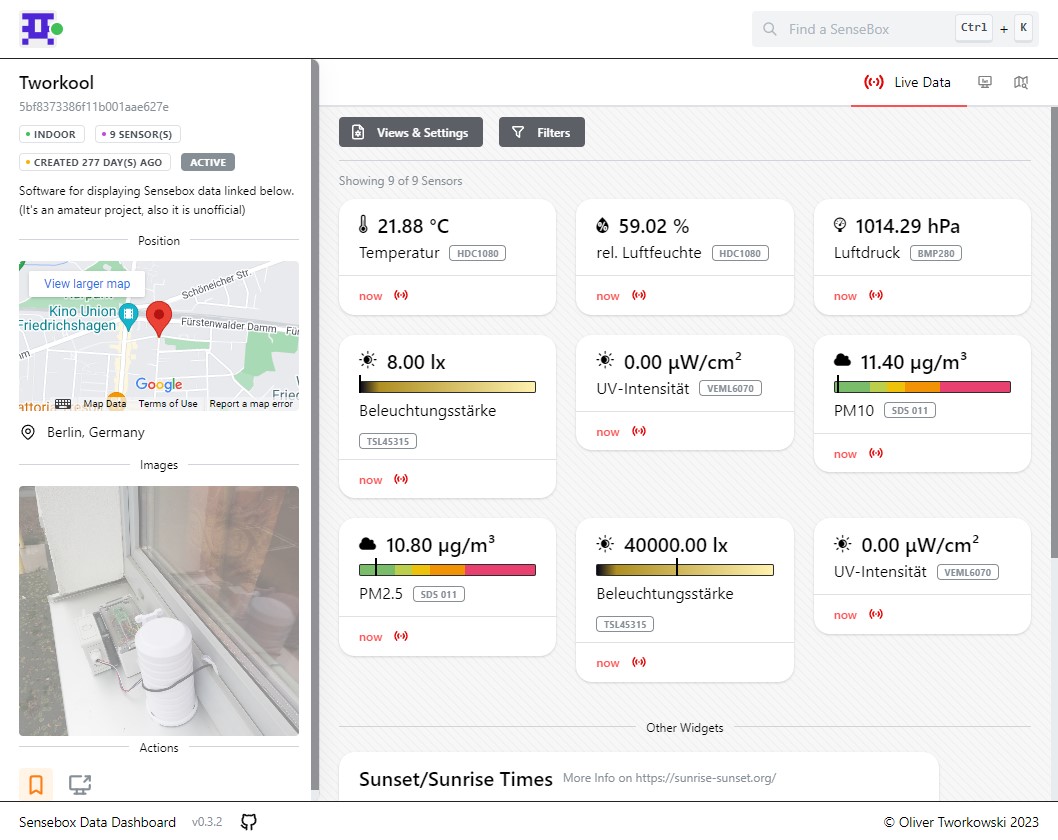 Find a SenseBox
Ctrl + K
Tworkool
5bf8373386f11b001aae627e
INDOOR
9 SENSOR(S)
CREATED 277 DAY(S) AGO
ACTIVE
Software for displaying Sensebox data linked below.
(It's an amateur project, also it is unofficial)
Position
View larger map
Schöneicher Str.
Kino Union
Friedrichshagen
Fürstenwalder Damm
Google
Map Data
Terms of Use
Report a map error
Berlin, Germany
Images
Actions
Live Data
Views & Settings
Filters
Showing 9 of 9 Sensors
21.88 °C
Temperatur HDC1080
now
59.02 %
rel. Luftfeuchte HDC1080
now
1014.29 hPa
Luftdruck BMP280
now
8.00 lx
Beleuchtungsstärke
TSL45315
now
0.00 μW/cm²
UV-Intensität VEML6070
now
11.40 µg/m³
PM10 SDS 011
now
10.80 µg/m³
PM2.5 SDS 011
now
40000.00 lx
Beleuchtungsstärke
TSL45315
now
0.00 μW/cm²
UV-Intensität VEML6070
now
Other Widgets
Sunset/Sunrise Times More Info on https://sunrise-sunset.org/
Sensebox Data Dashboard v0.3.2
© Oliver Tworkowski 2023